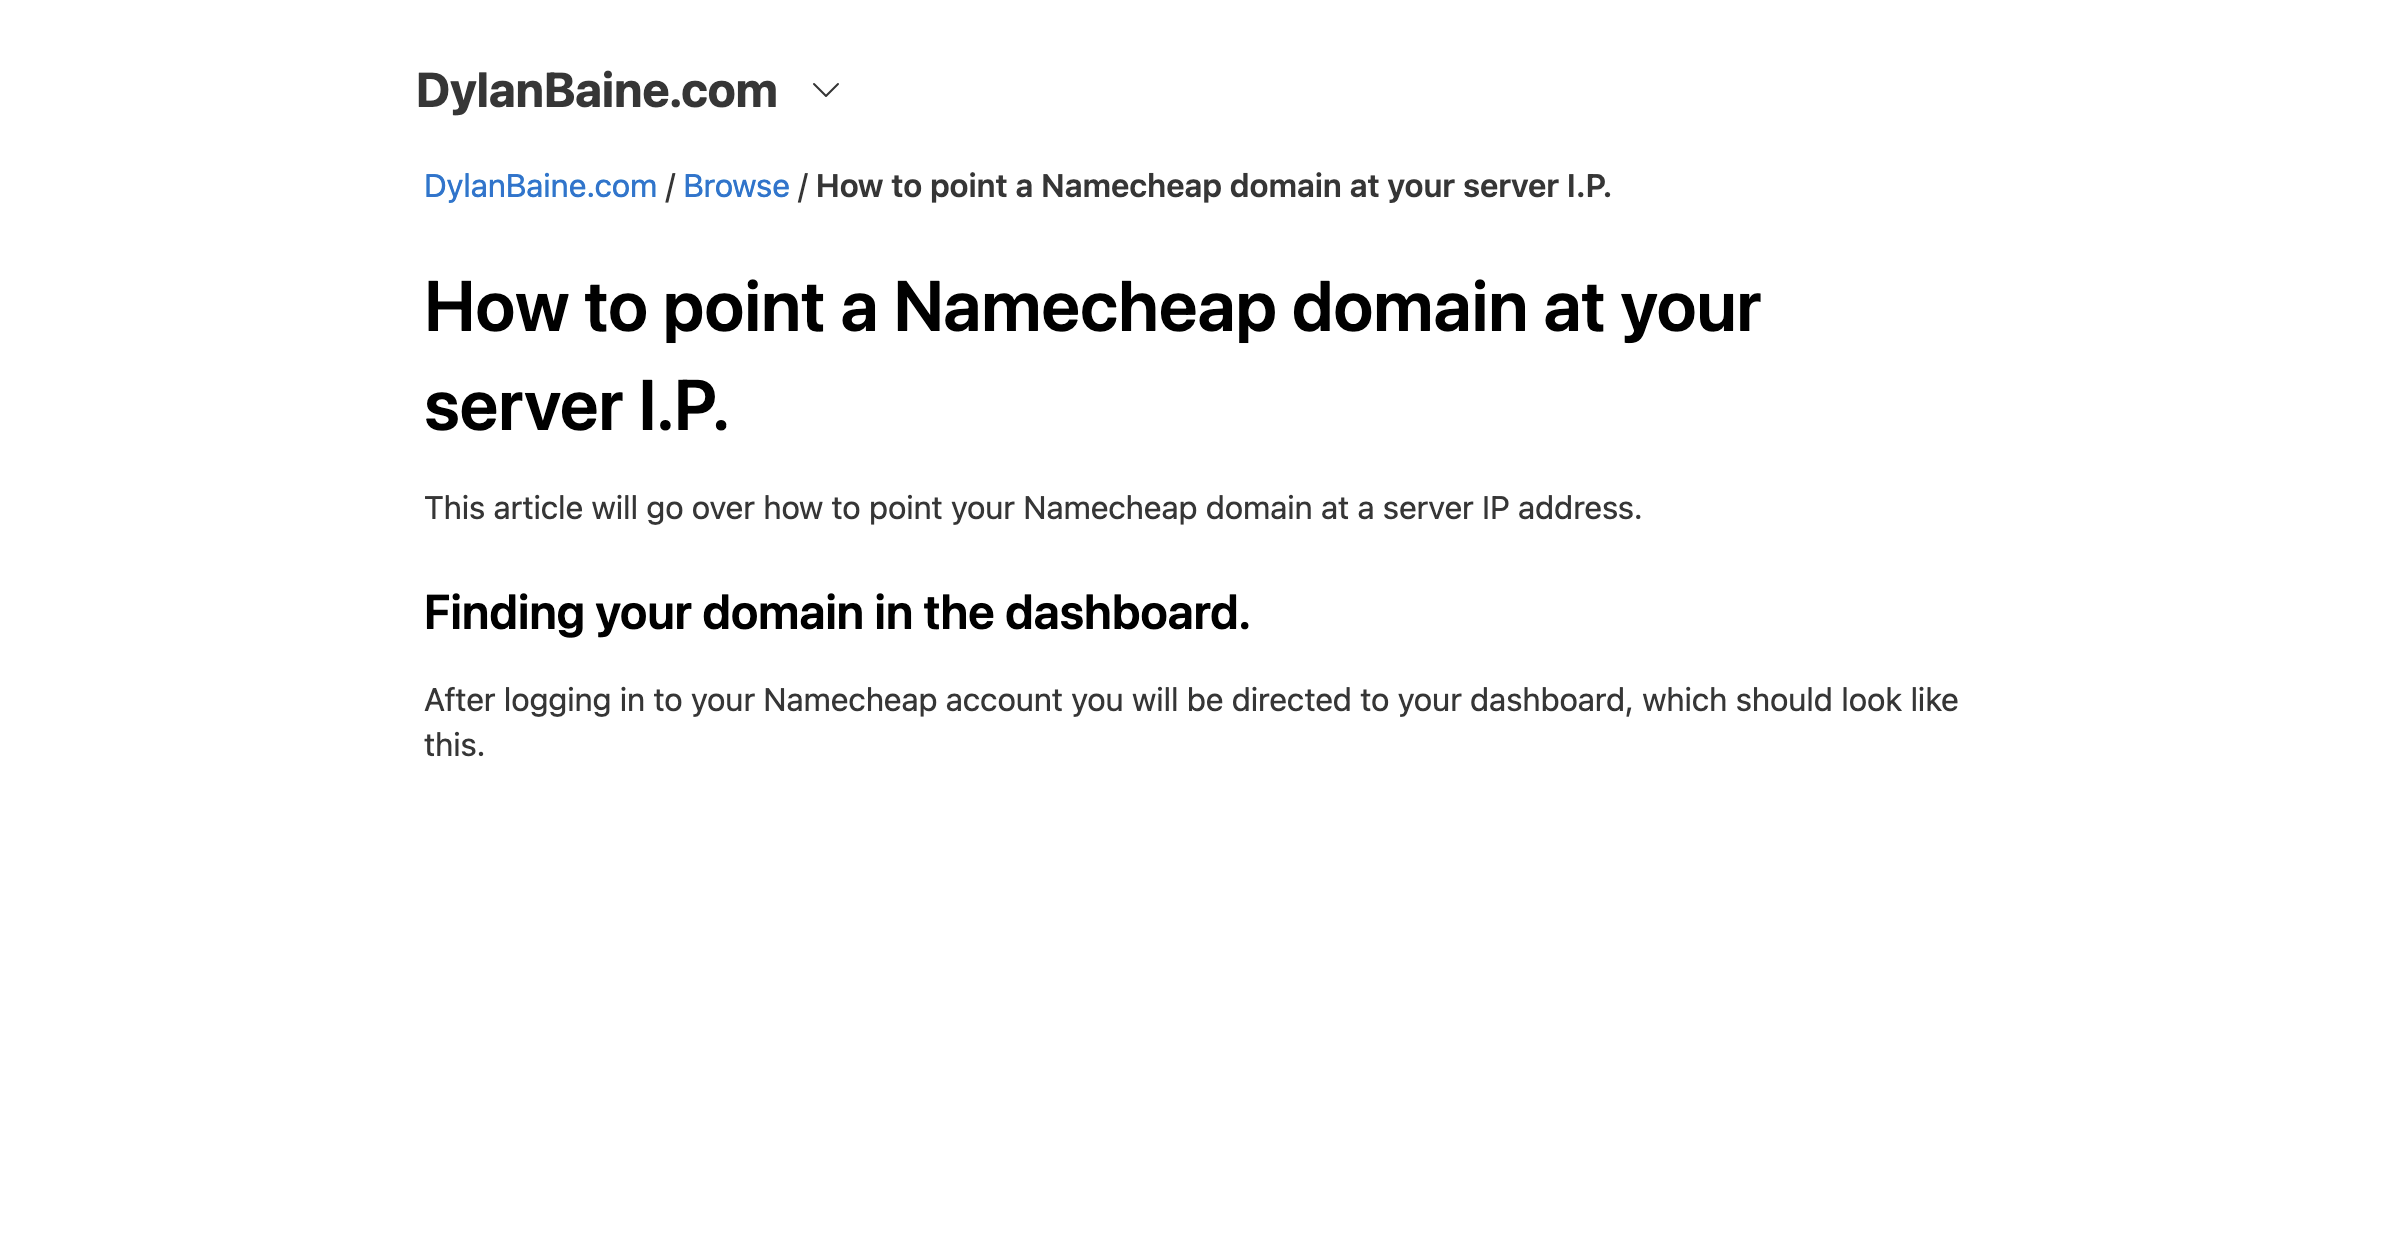 DylanBaine.com
DylanBaine.com / Browse / How to point a Namecheap domain at your server I.P.
How to point a Namecheap domain at your
server I.P.
This article will go over how to point your Namecheap domain at a server IP address.
Finding your domain in the dashboard.
After logging in to your Namecheap account you will be directed to your dashboard, which should look like
this.